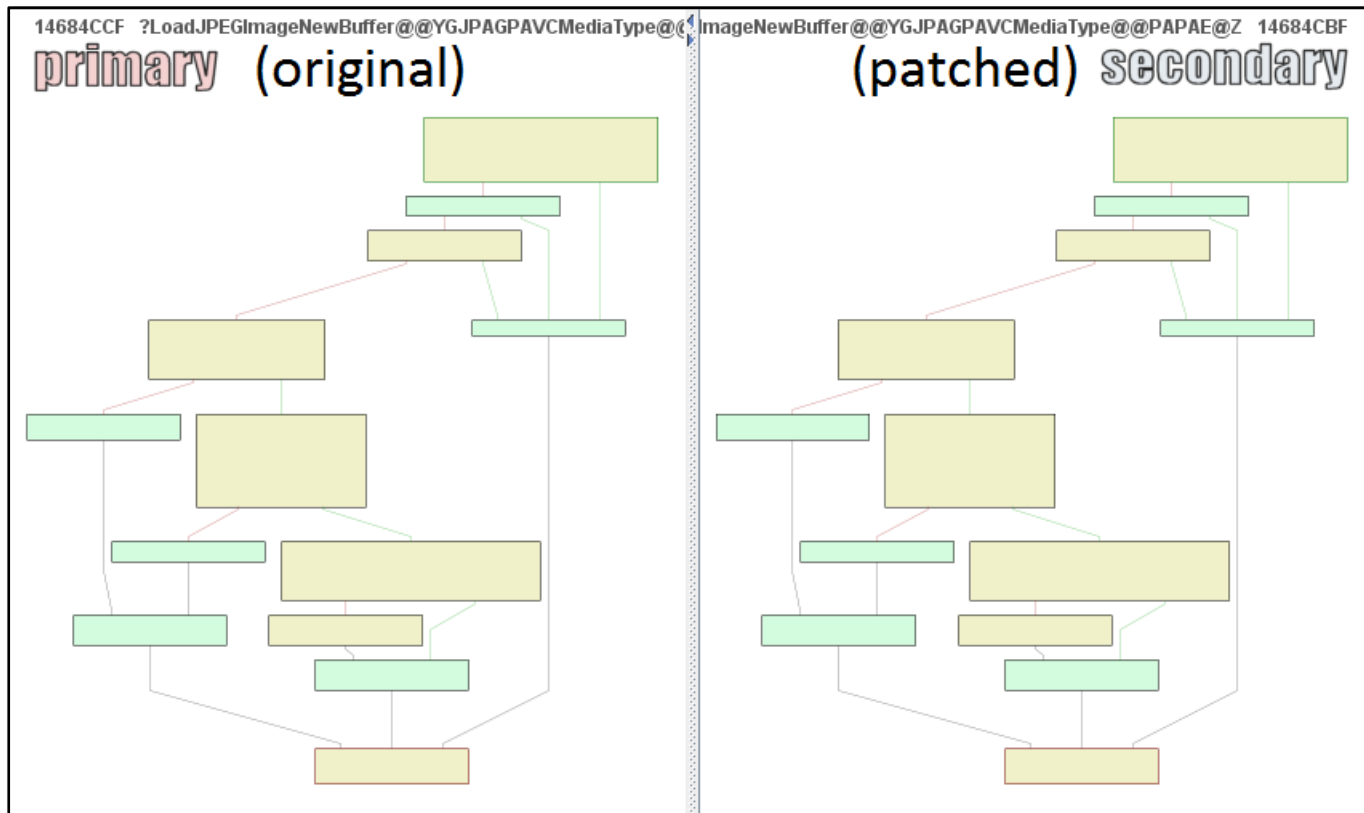 14684CCF ?LoadJPEGImageNewBuffer@@YGJPAGPAVCMediaType@@
primary (original)
ImageNewBuffer@@YGJPAGPAVCMediaType@@PAPAE@Z 14684CBF
(patched) secondary